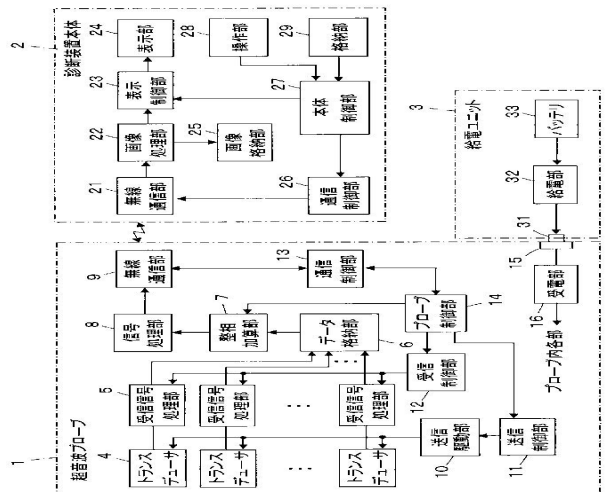 2
診断装置本体
24
表示部
28
操作部
29
格納部
23
表示
制御部
27
本体
制御部
22
画像
処理部
25
画像
格納部
21
無線
通信部
26
通信
制御部
3
給電ユニット
33
バッテリ
32
給電部
31
15
16
受電部
プローブ内各部
1
超音波プローブ
9
無線
通信部
13
通信
制御部
8
信号
処理部
7
整相
加算部
14
プローブ
制御部
6
データ
格納部
5
受信信号
処理部
受信信号
処理部
受信信号
処理部
12
受信
制御部
4
トランス
デューサ
トランス
デューサ
トランス
デューサ
10
送信
駆動部
11
送信
制御部